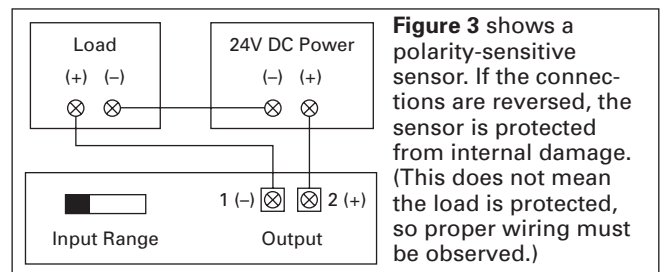 Load
24V DC Power
(+) (–)
(–) (+)
1 (–)
2 (+)
Input Range
Output
Figure 3 shows a
polarity-sensitive
sensor. If the connec-
tions are reversed, the
sensor is protected
from internal damage.
(This does not mean
the load is protected,
so proper wiring must
be observed.)